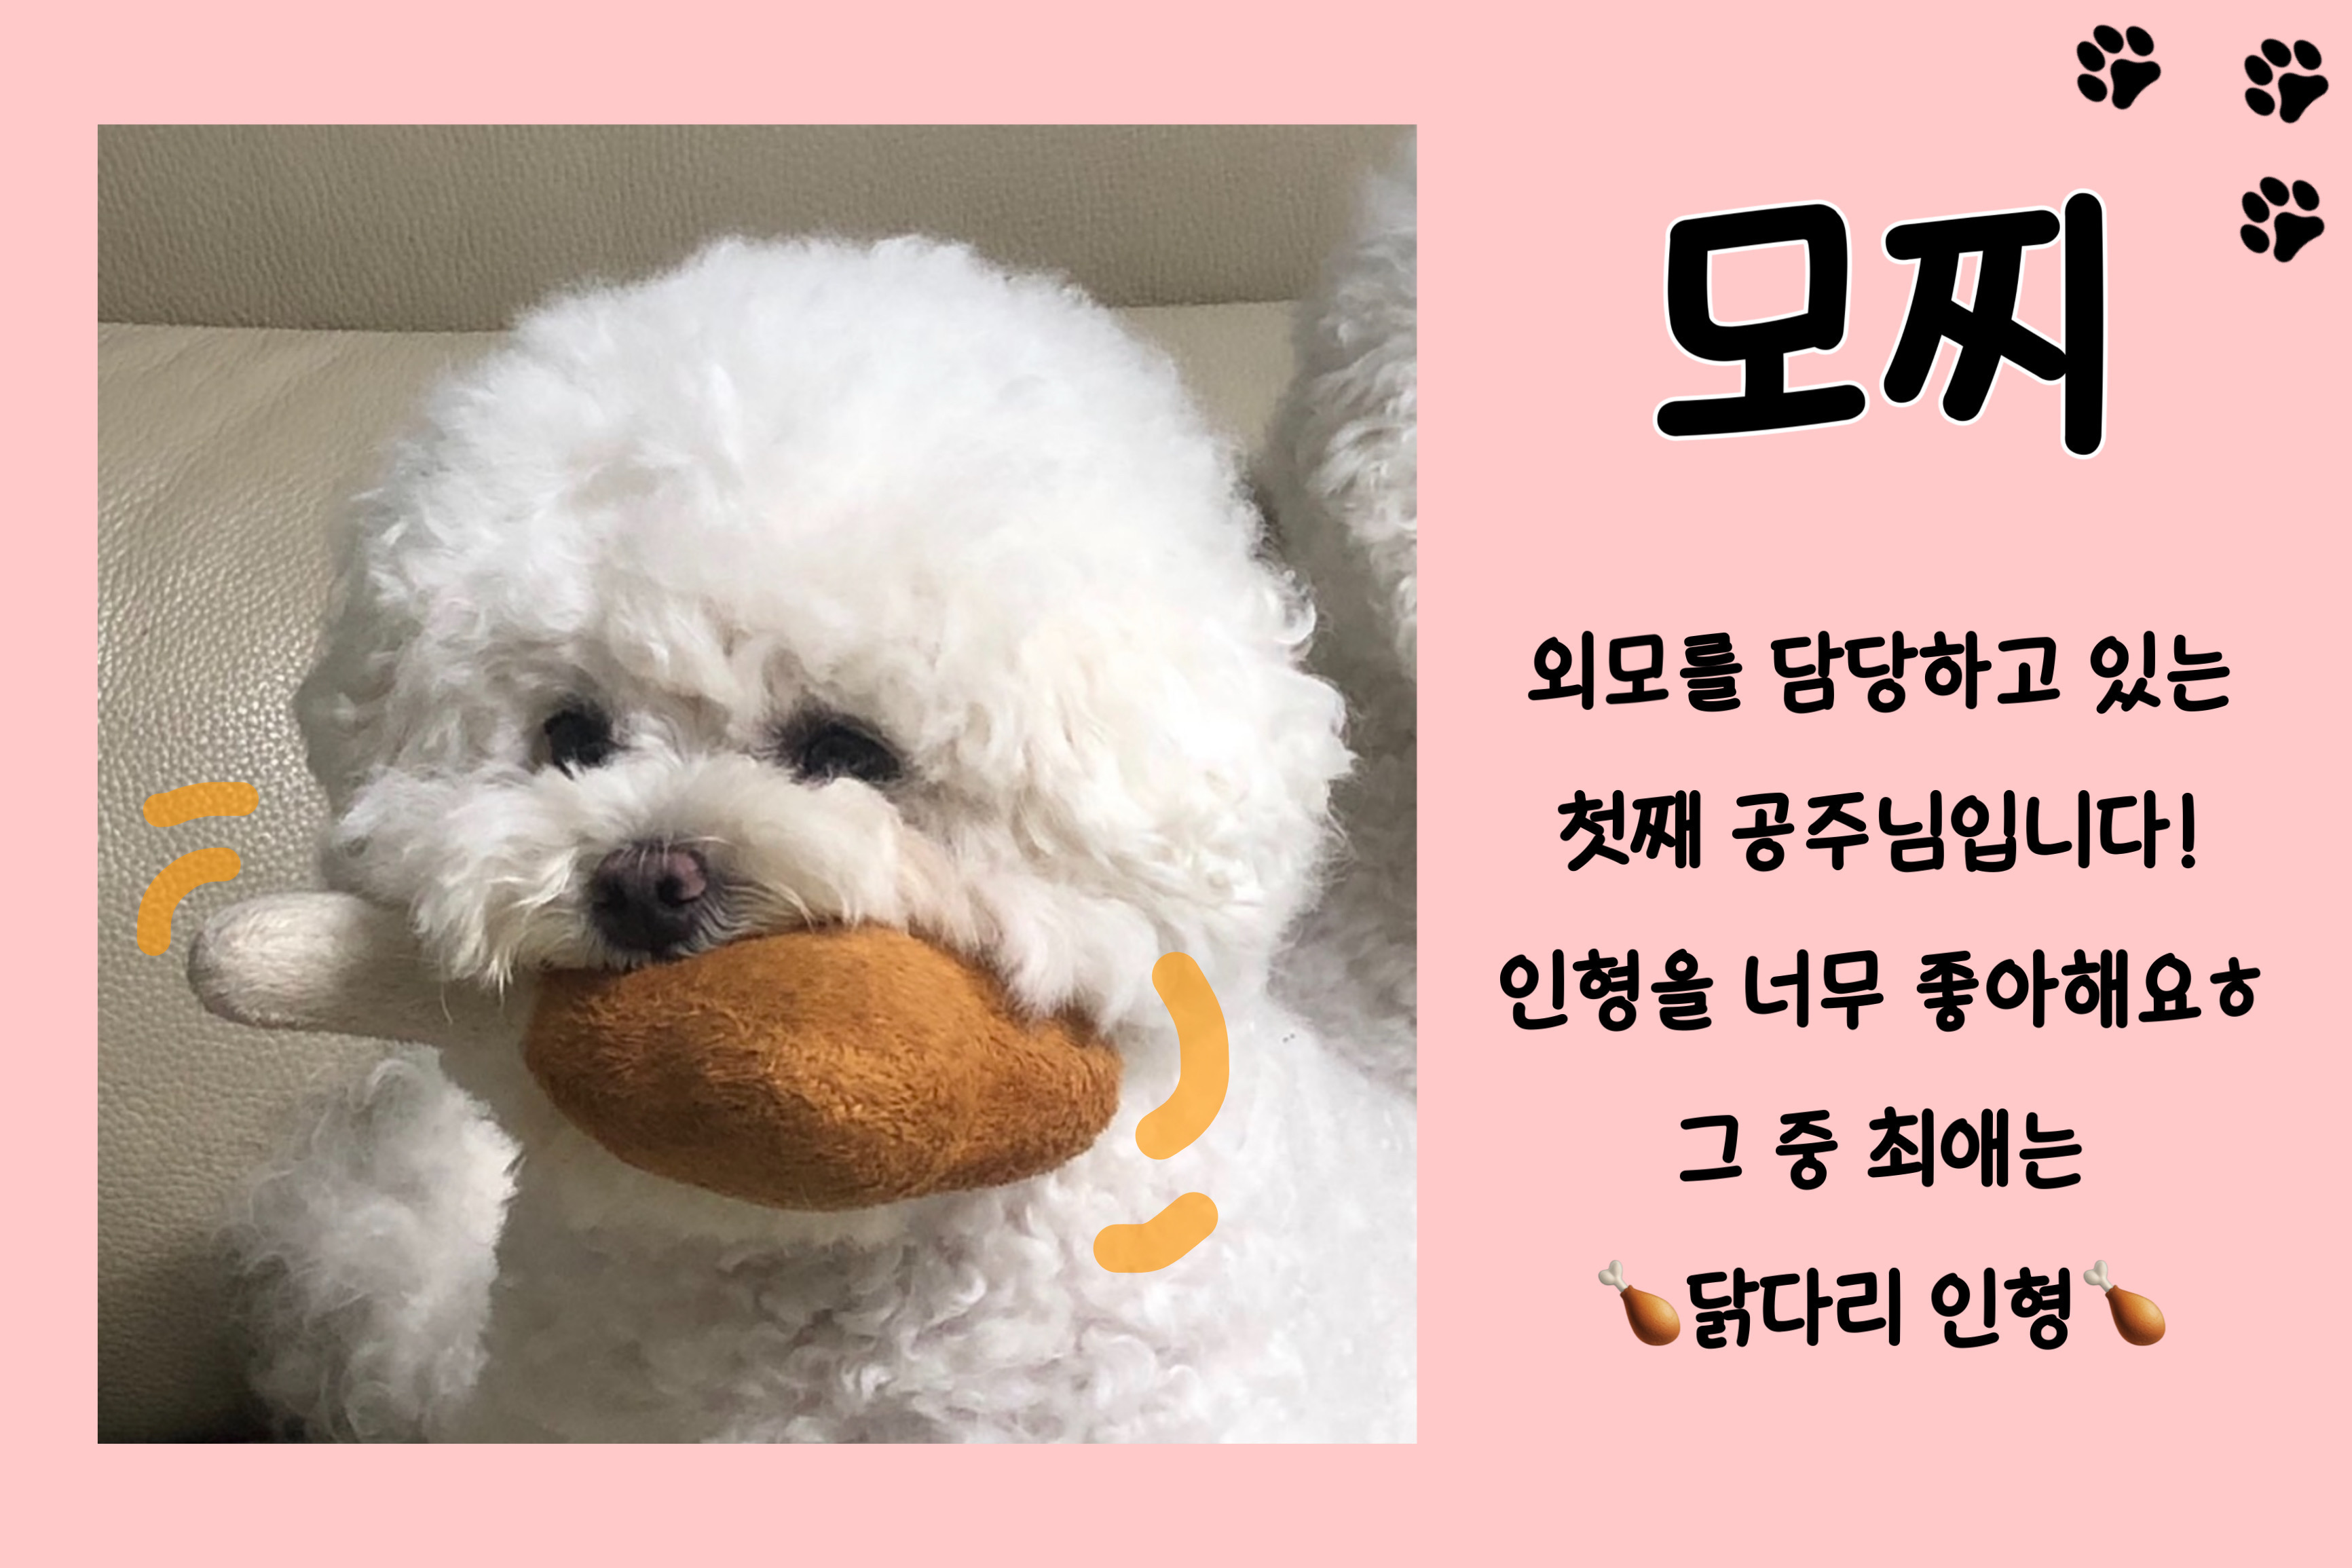 모찌
외모를 담당하고 있는
첫째 공주님입니다!
인형을 너무 좋아해요ㅎ
그 중 최애는
🍗닭다리 인형🍗